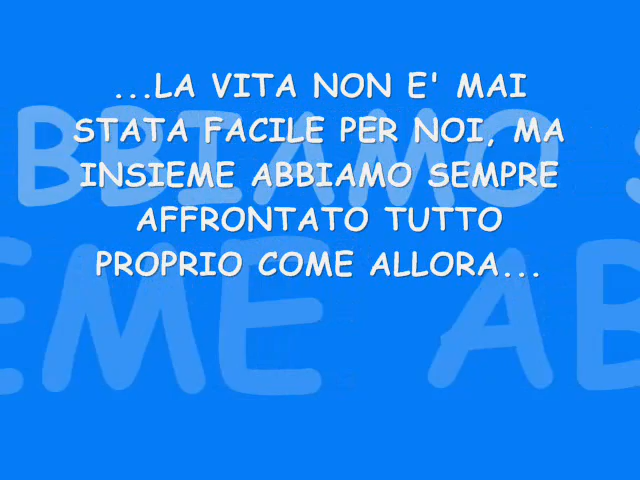 ...LA VITA NON E' MAI
STATA FACILE PER NOI, MA
INSIEME ABBIAMO SEMPRE
AFFRONTATO TUTTO
PROPRIO COME ALLORA...